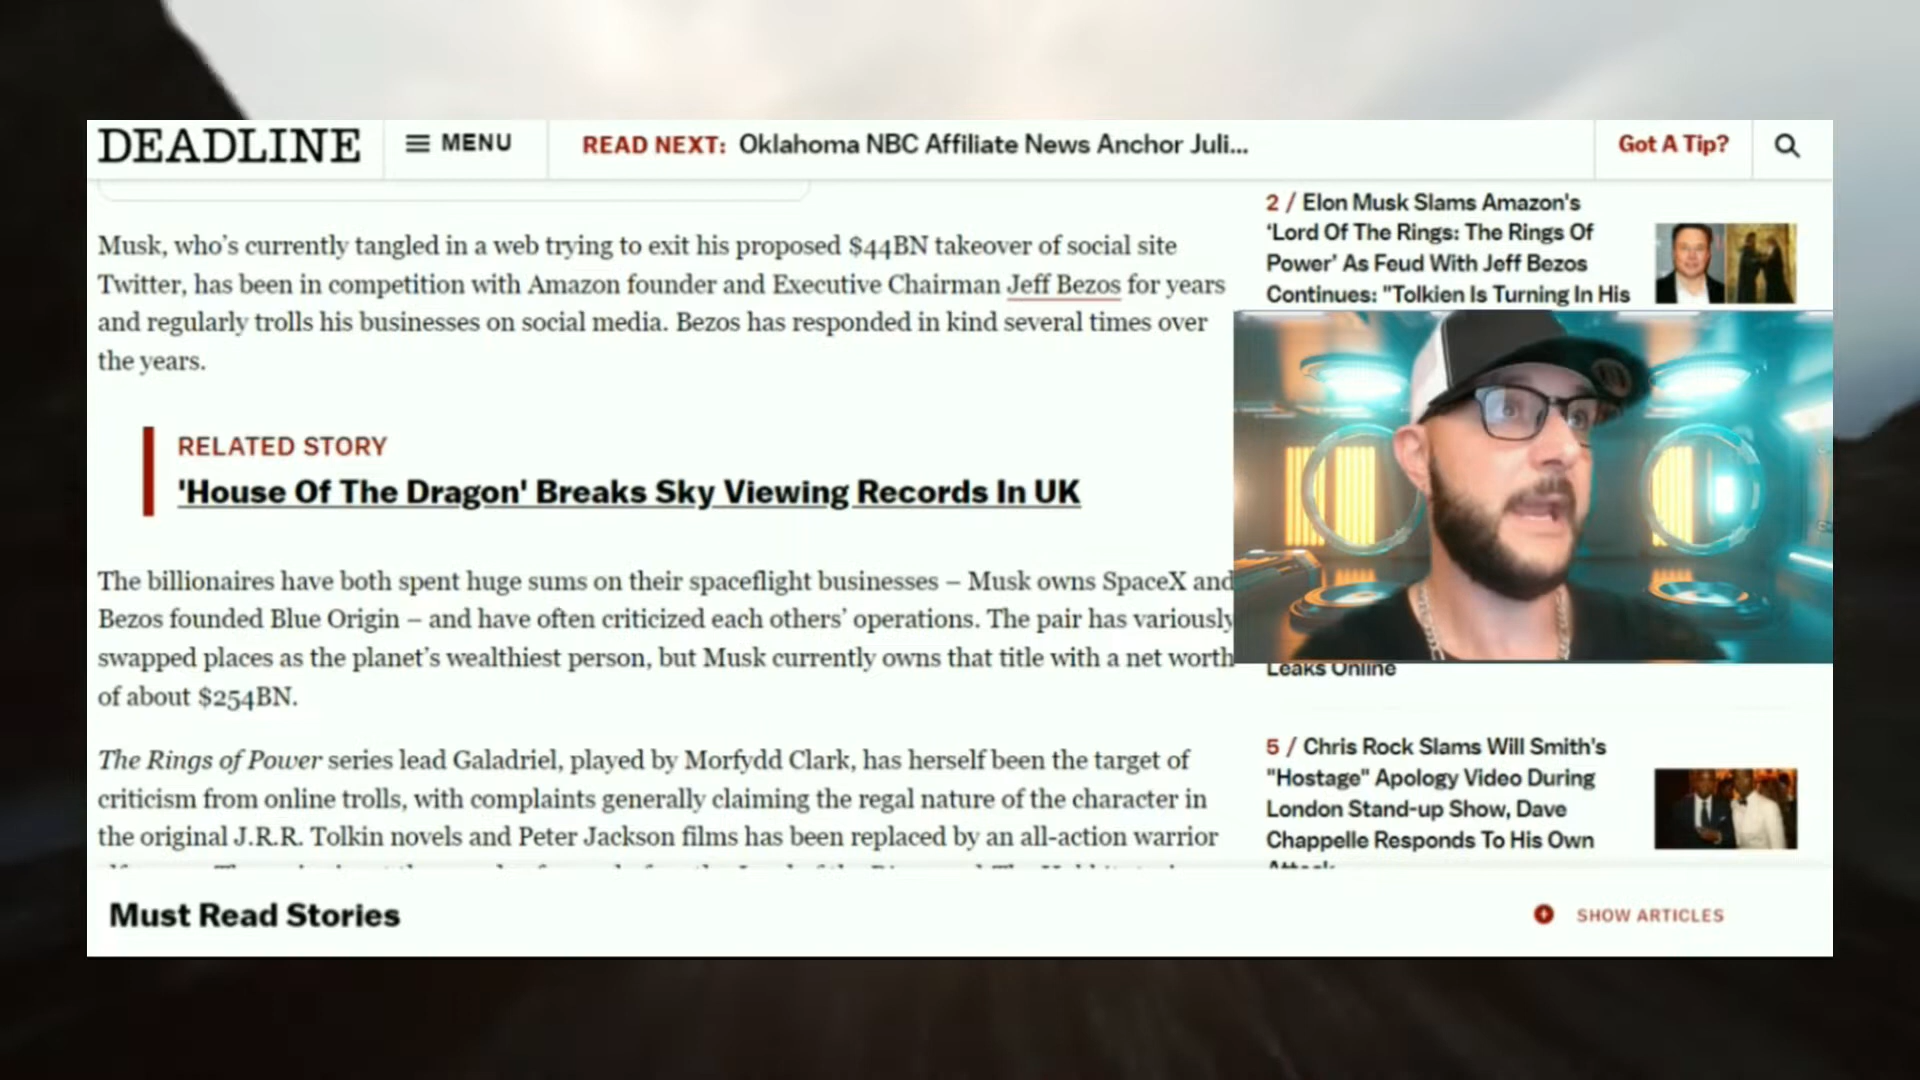 DEADLINE
MENU
READ NEXT: Oklahoma NBC Affiliate News Anchor Juli...
Got A Tip?
Musk, who's currently tangled in a web trying to exit his proposed $44BN takeover of social site
Twitter, has been in competition with Amazon founder and Executive Chairman Jeff Bezos for years
and regularly trolls his businesses on social media. Bezos has responded in kind several times over
the years.
RELATED STORY
'House Of The Dragon' Breaks Sky Viewing Records In UK
The billionaires have both spent huge sums on their spaceflight businesses – Musk owns SpaceX and
Bezos founded Blue Origin – and have often criticized each others' operations. The pair has variously
swapped places as the planet's wealthiest person, but Musk currently owns that title with a net worth
of about $254BN.
The Rings of Power series lead Galadriel, played by Morfydd Clark, has herself been the target of
criticism from online trolls, with complaints generally claiming the regal nature of the character in
the original J.R.R. Tolkin novels and Peter Jackson films has been replaced by an all-action warrior
2 / Elon Musk Slams Amazon's
‘Lord Of The Rings: The Rings Of
Power’ As Feud With Jeff Bezos
Continues: "Tolkien Is Turning In His
Leaks Online
5 / Chris Rock Slams Will Smith's
"Hostage" Apology Video During
London Stand-up Show, Dave
Chappelle Responds To His Own
Must Read Stories
SHOW ARTICLES